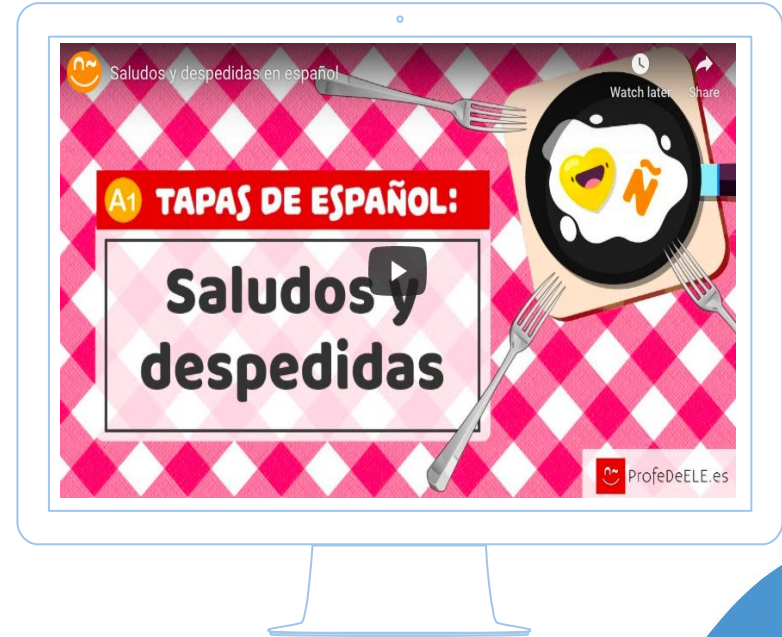 Saludos y despedidas en español
Watch later
Share
A1 TAPAS DE ESPAÑOL:
Saludos y
despedidas
Ñ
ProfeDeELE.es